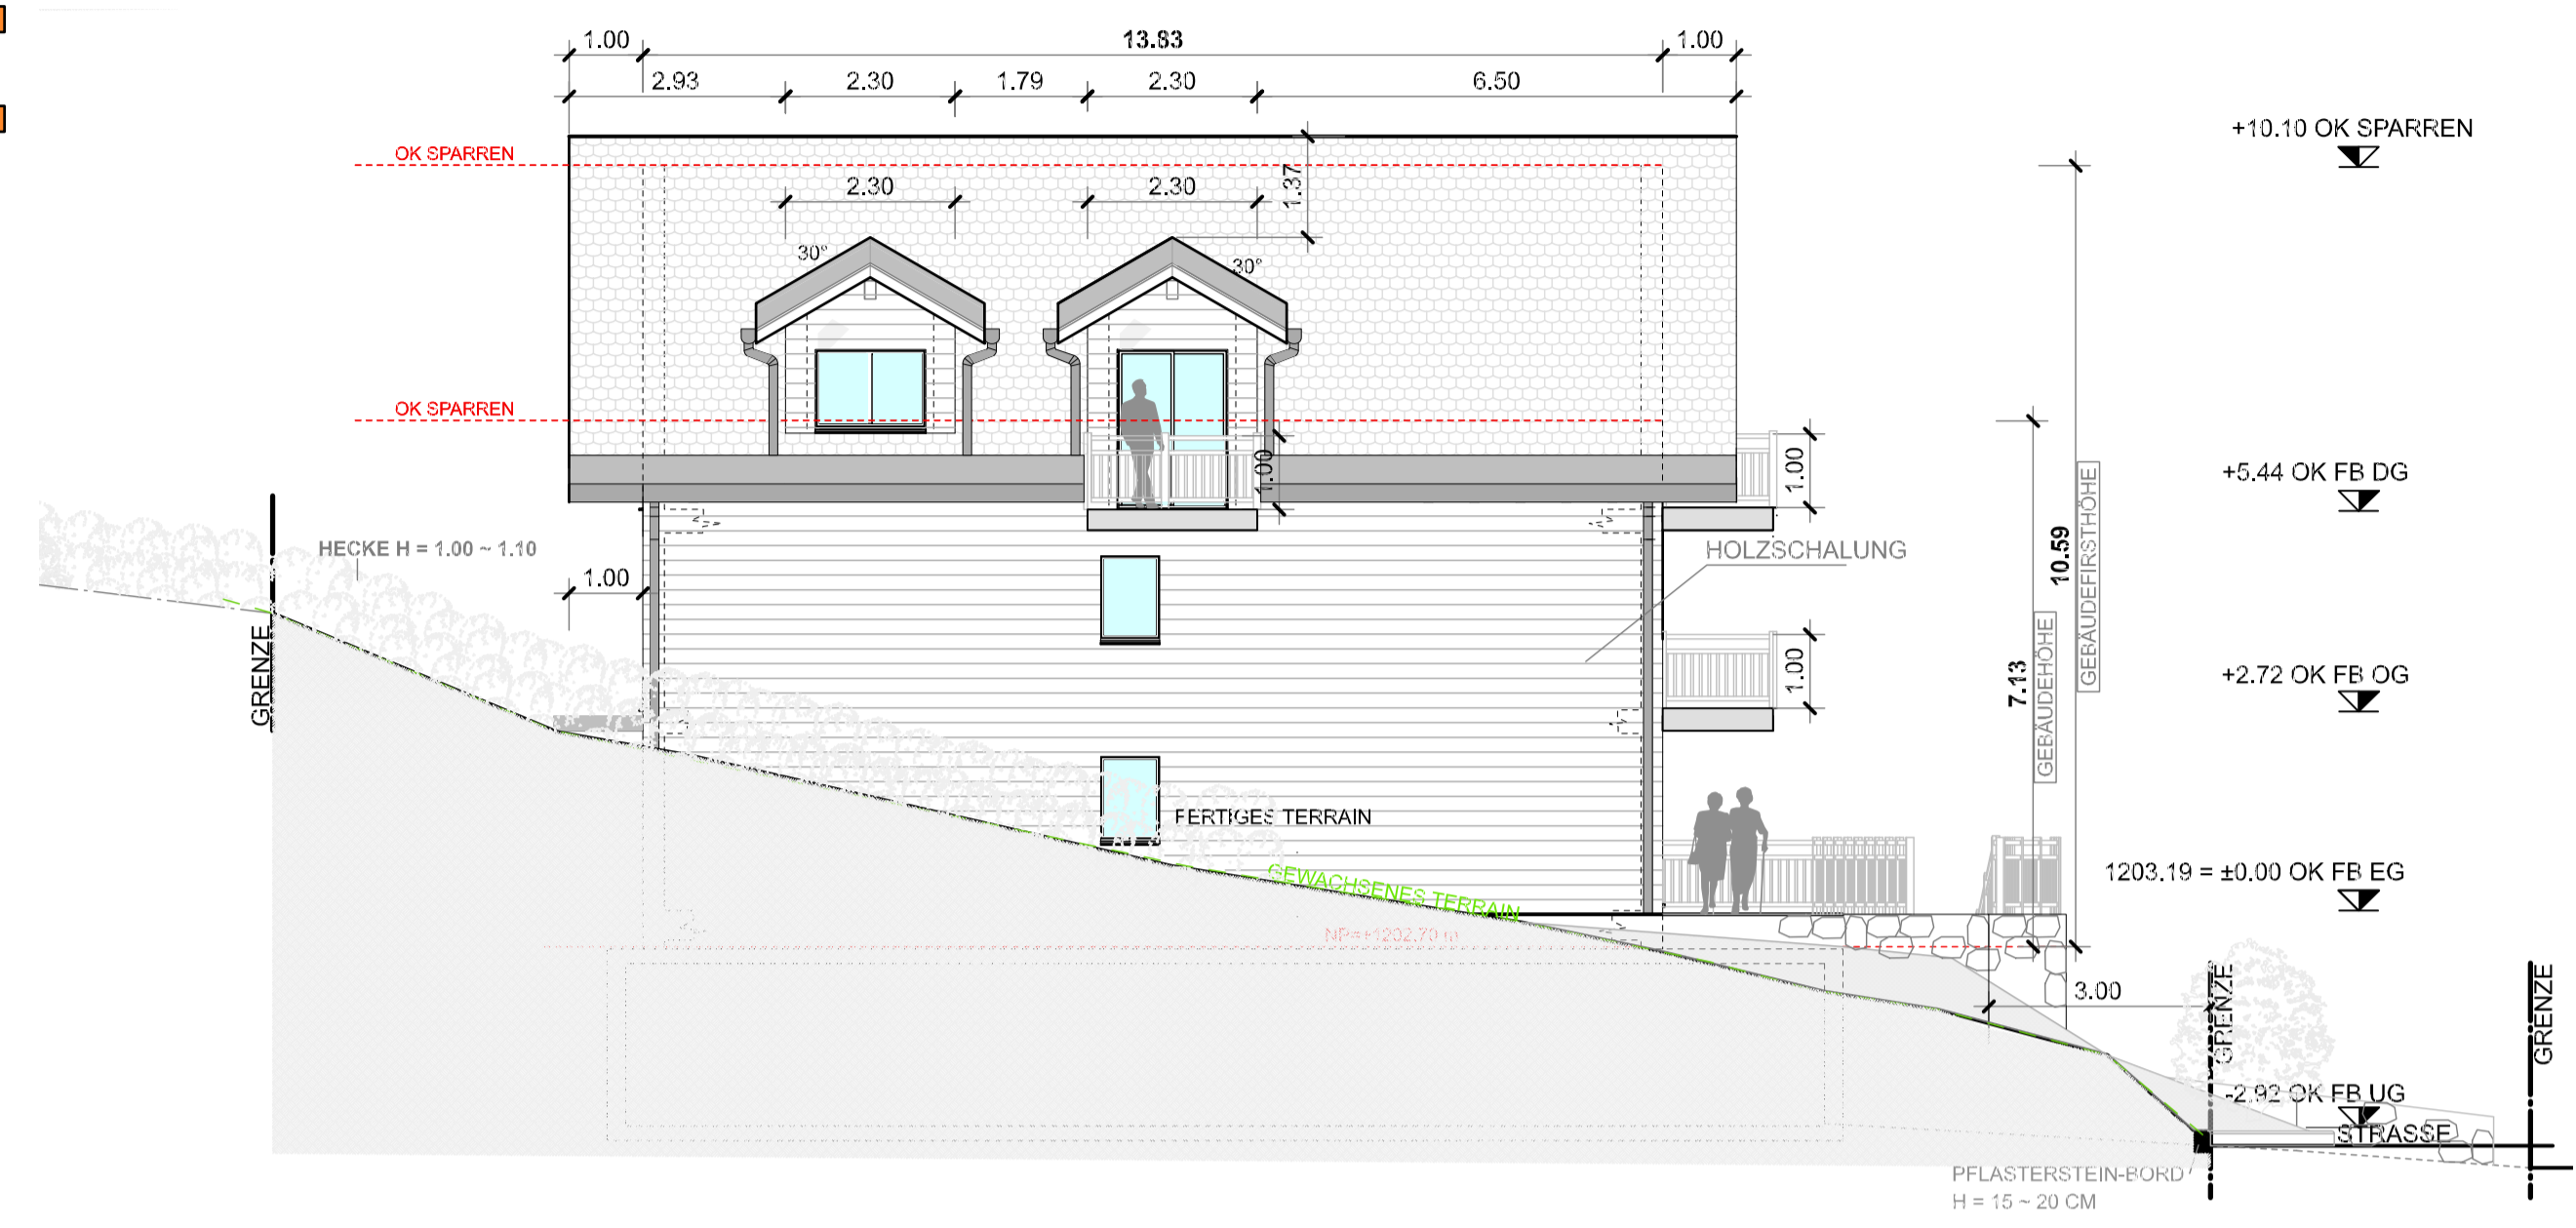 1.00 13.83 1.00
2.93 2.30 1.79 2.30 6.50
+10.10 OK SPARREN
OK SPARREN
2.30 2.30
1.37
30°
30°
OK SPARREN
1.00
1.00
+5.44 OK FB DG
GEBÄUDEFIRSTHÖHE
10.59
HECKE H = 1.00 ~ 1.10
HOLZSCHALUNG
1.00
GRENZE
GEBÄUDEHÖHE
7.13
1.00
+2.72 OK FB OG
FERTIGES TERRAIN
GEWACHSENES TERRAIN
1203.19 = ±0.00 OK FB EG
NP=+1202.70 m
3.00
GRENZE
GRENZE
-2.92 OK FB UG
STRASSE
PFLASTERSTEIN-BORD
H = 15 ~ 20 CM